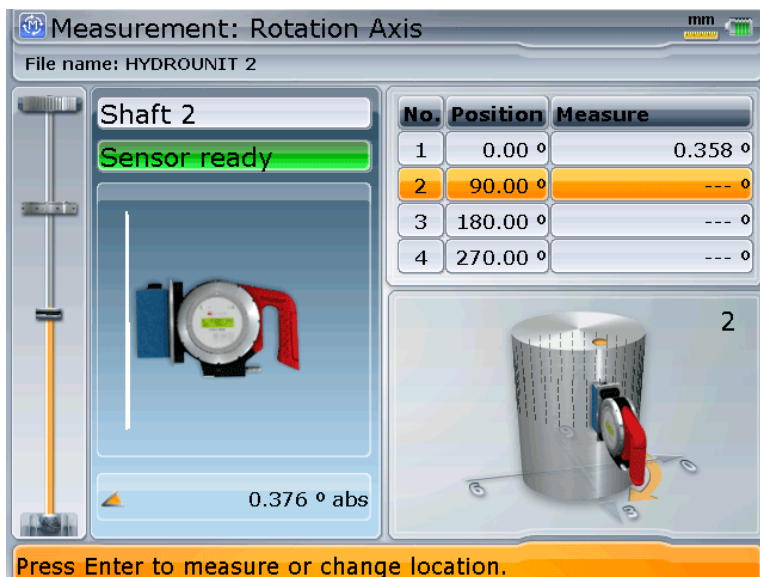 Measurement: Rotation Axis
mm
File name: HYDROUNIT 2
Shaft 2
Sensor ready
No. Position Measure
1 0.00 º 0.358 º
2 90.00 º --- º
3 180.00 º --- º
4 270.00 º --- º
2
0.376 º abs
Press Enter to measure or change location.